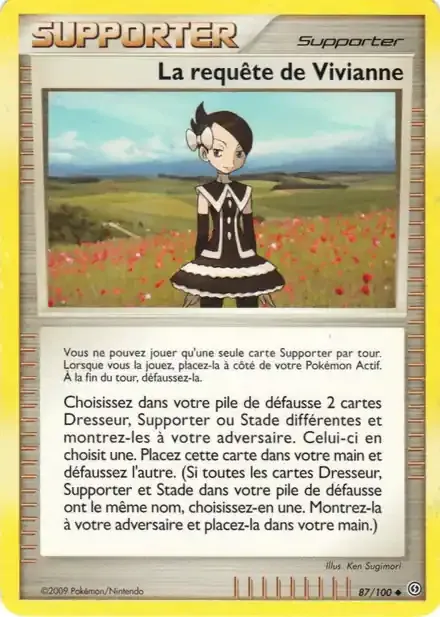 SUPPORTER
Supporter
La requête de Vivianne
Vous ne pouvez jouer qu'une seule carte Supporter par tour.
Lorsque vous la jouez, placez-la à côté de votre Pokémon Actif.
À la fin du tour, défaussez-la.
Choisissez dans votre pile de défausse 2 cartes
Dresseur, Supporter ou Stade différentes et
montrez-les à votre adversaire. Celui-ci en
choisit une. Placez cette carte dans votre main et
défaussez l'autre. (Si toutes les cartes Dresseur,
Supporter et Stade dans votre pile de défausse
ont le même nom, choisissez-en une. Montrez-la
à votre adversaire et placez-la dans votre main.)
Illus. Ken Sugimori
©2009 Pokémon/Nintendo
87/100